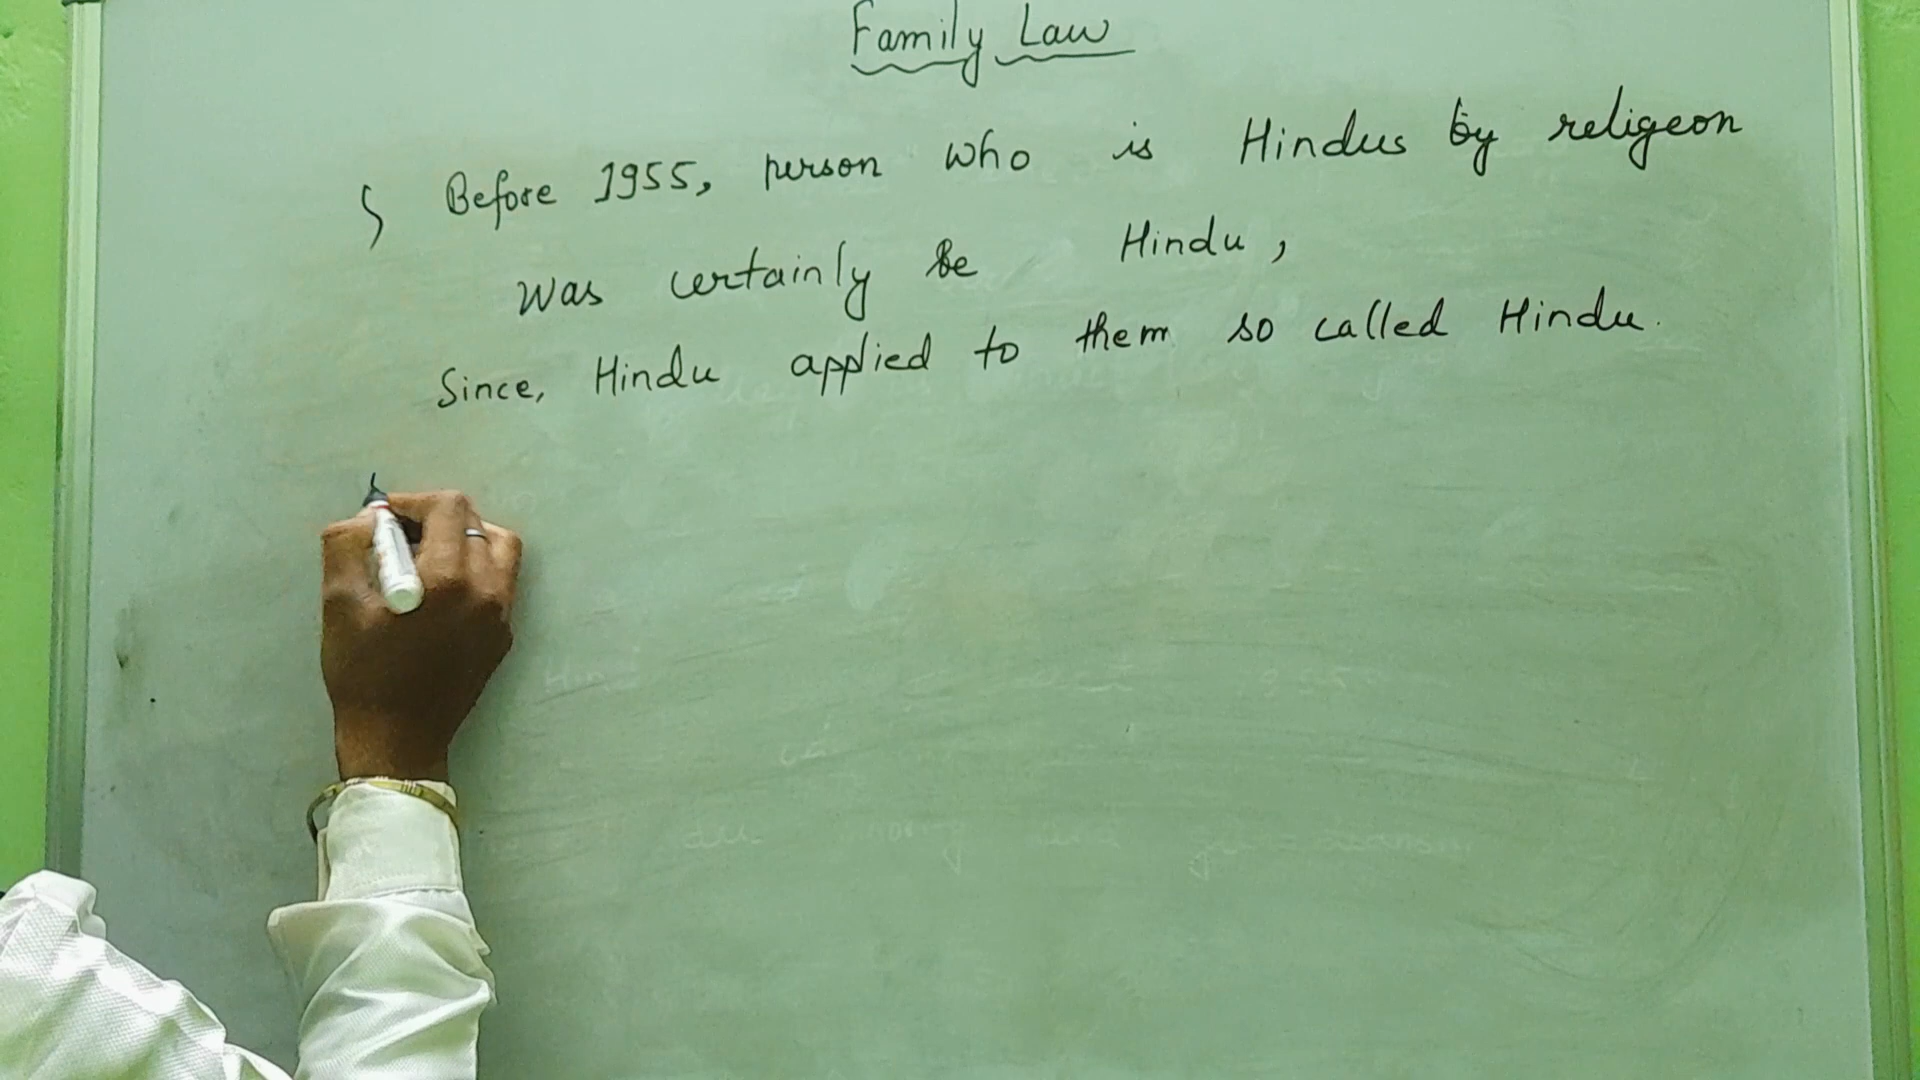 Family Law
Before 1955, person who is Hindus by religeon
was certainly be Hindu,
Since, Hindu applied to them so called Hindu.